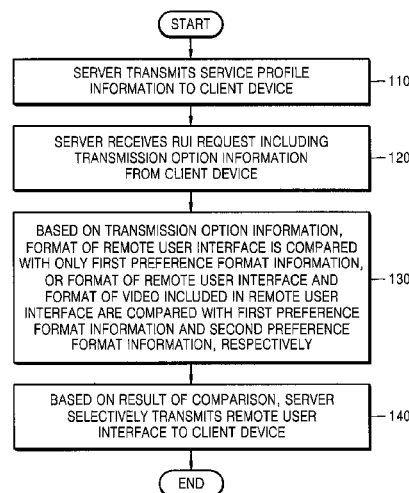 START
SERVER TRANSMITS SERVICE PROFILE
INFORMATION TO CLIENT DEVICE
110
SERVER RECEIVES RUI REQUEST INCLUDING
TRANSMISSION OPTION INFORMATION
FROM CLIENT DEVICE
120
BASED ON TRANSMISSION OPTION INFORMATION,
FORMAT OF REMOTE USER INTERFACE IS COMPARED
WITH ONLY FIRST PREFERENCE FORMAT INFORMATION,
OR FORMAT OF REMOTE USER INTERFACE AND
FORMAT OF VIDEO INCLUDED IN REMOTE USER
INTERFACE ARE COMPARED WITH FIRST PREFERENCE
FORMAT INFORMATION AND SECOND PREFERENCE
FORMAT INFORMATION, RESPECTIVELY
130
BASED ON RESULT OF COMPARISON, SERVER
SELECTIVELY TRANSMITS REMOTE USER
INTERFACE TO CLIENT DEVICE
140
END